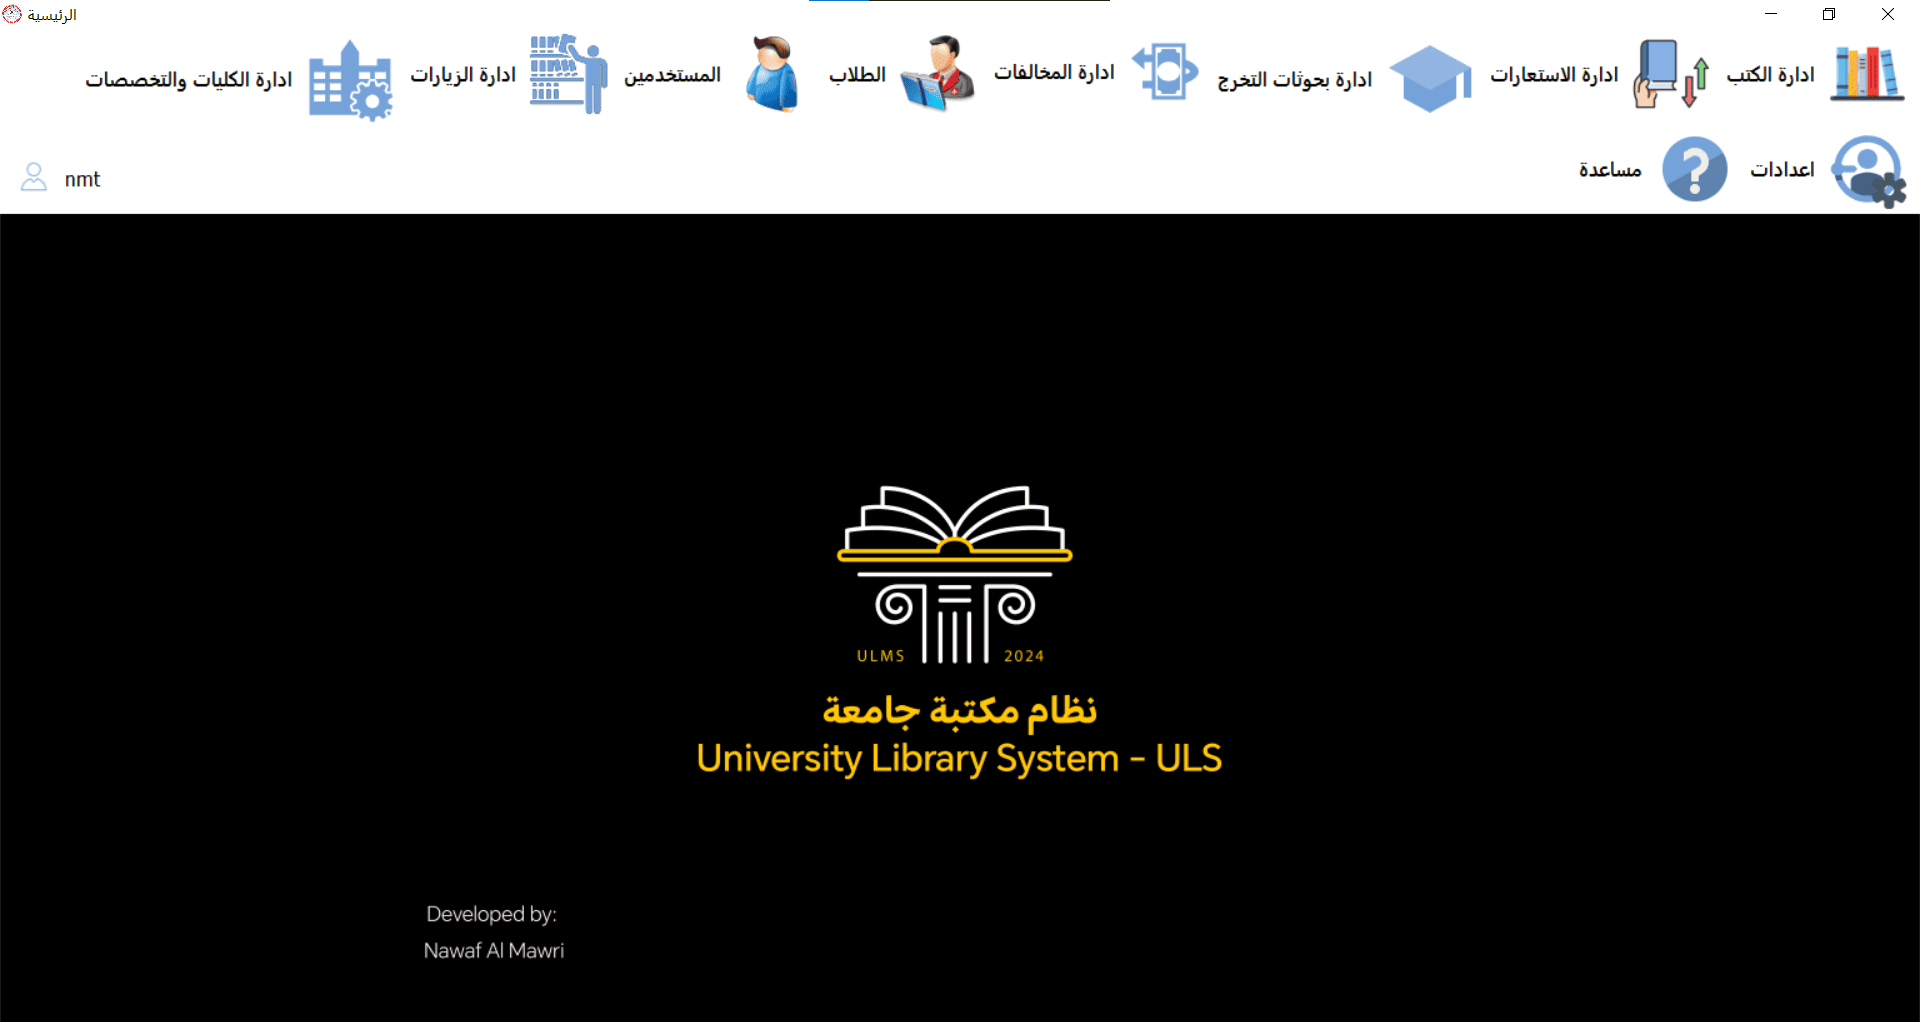 الرئيسية
ادارة الكتب
ادارة الاستعارات
ادارة بحوثات التخرج
ادارة المخالفات
الطلاب
المستخدمين
ادارة الزيارات
ادارة الكليات والتخصصات
اعدادات
مساعدة
nmt
ULMS 2024
نظام مكتبة جامعة
University Library System - ULS
Developed by:
Nawaf Al Mawri